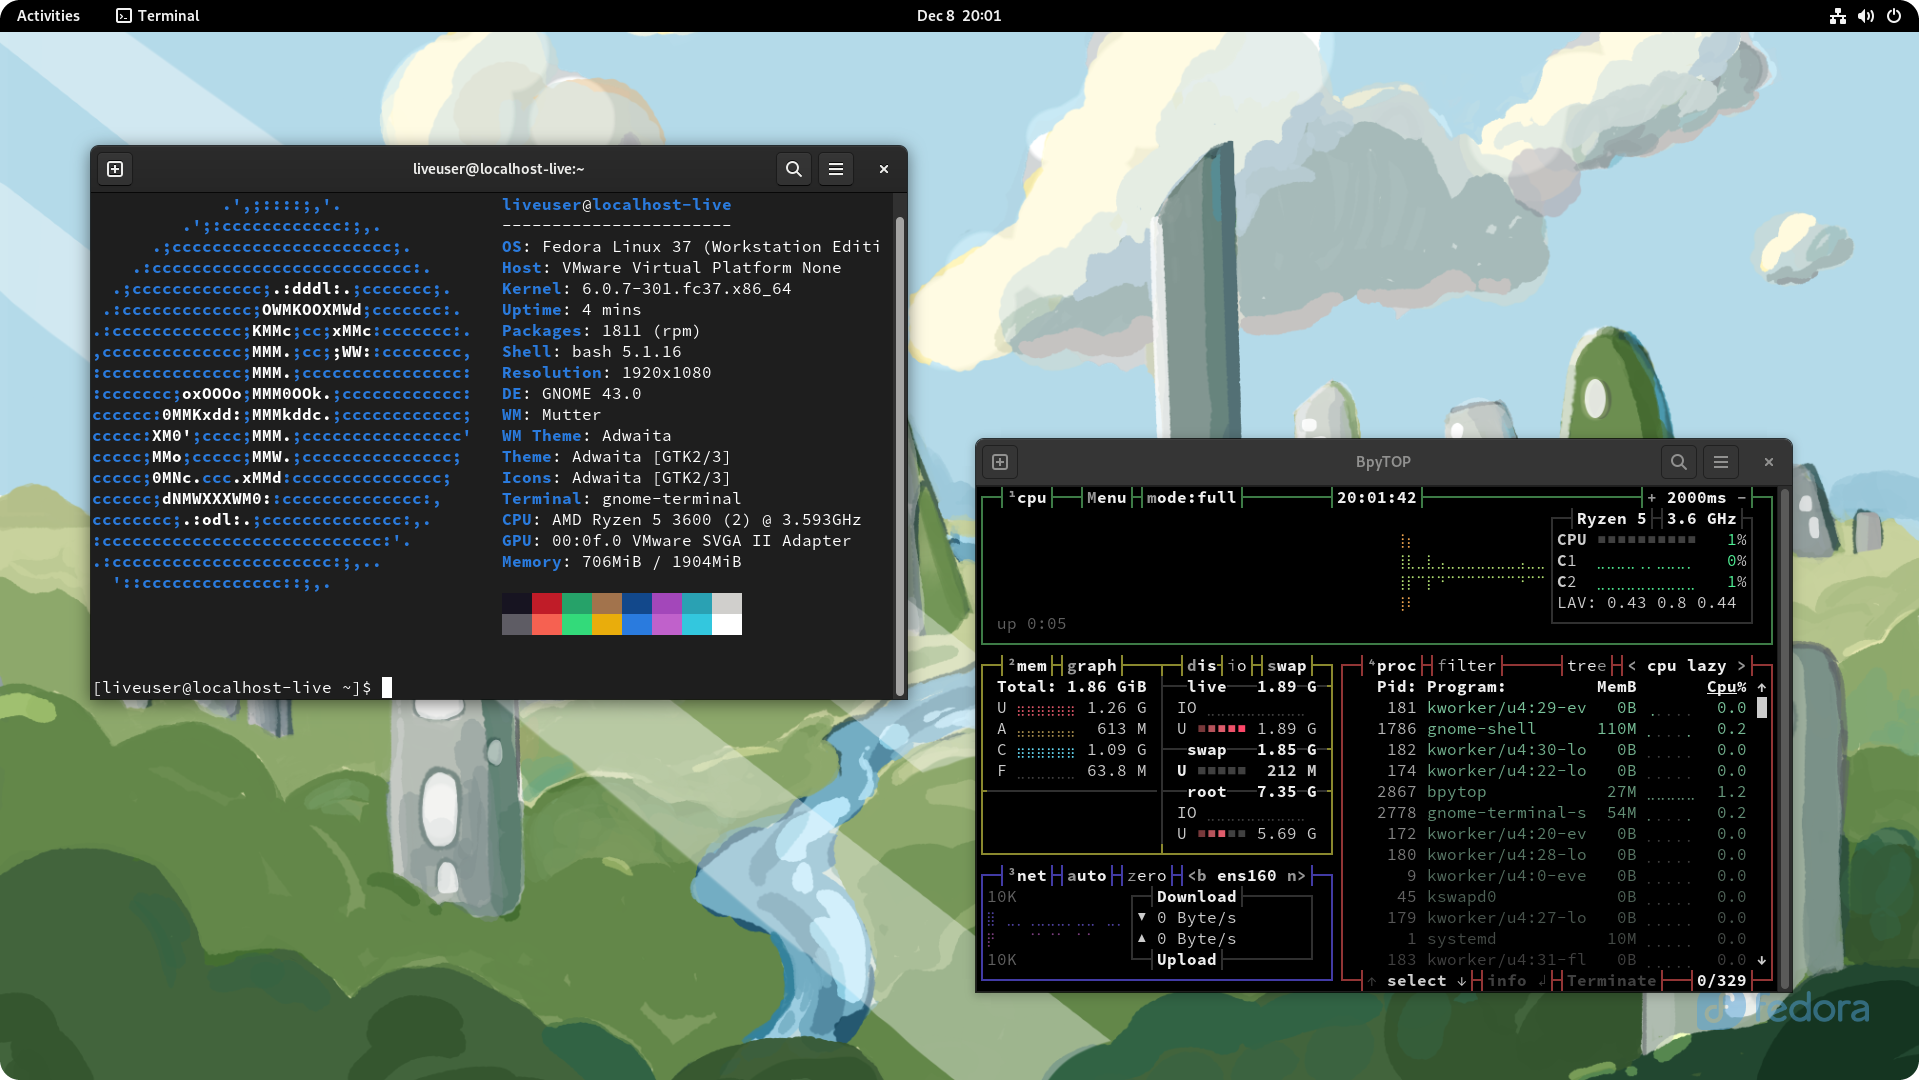 Activities
Terminal
Dec 8 20:01
liveuser@localhost-live:~
.',;::::;,'.
.';:cccccccccccc:;,.
.;cccccccccccccccccccccc;.
.:cccccccccccccccccccccccccc:.
.;ccccccccccccc;.:dddl:.;ccccccc;.
.:ccccccccccccc;OWMKOOXMWd;ccccccc:.
.:ccccccccccccc;KMMc;cc;xMMc:ccccccc:.
,cccccccccccccc;MMM.;cc;;WW::cccccccc,
:cccccccccccccc;MMM.;cccccccccccccccc:
:ccccccc;oxOOOo;MMM0OOk.;cccccccccccc:
cccccc:0MMKxdd:;MMMkddc.;cccccccccccc;
ccccc:XM0';cccc;MMM.;cccccccccccccccc'
ccccc;MMo;ccccc;MMW.;ccccccccccccccc;
ccccc;0MNc.ccc.xMMd:ccccccccccccccc;
cccccc;dNMWXXXWM0::cccccccccccccc:,
cccccccc;.:odl:.;cccccccccccccc:,.
:cccccccccccccccccccccccccccc:'.
.:cccccccccccccccccccccc:;,..
'::cccccccccccccc::;,.
liveuser@localhost-live
-----------------------
OS: Fedora Linux 37 (Workstation Editi
Host: VMware Virtual Platform None
Kernel: 6.0.7-301.fc37.x86_64
Uptime: 4 mins
Packages: 1811 (rpm)
Shell: bash 5.1.16
Resolution: 1920x1080
DE: GNOME 43.0
WM: Mutter
WM Theme: Adwaita
Theme: Adwaita [GTK2/3]
Icons: Adwaita [GTK2/3]
Terminal: gnome-terminal
CPU: AMD Ryzen 5 3600 (2) @ 3.593GHz
GPU: 00:0f.0 VMware SVGA II Adapter
Memory: 706MiB / 1904MiB
[liveuser@localhost-live ~]$
BpyTOP
¹cpu Menu mode:full 20:01:42 + 2000ms -
Ryzen 5 3.6 GHz
CPU 1%
C1 0%
C2 1%
LAV: 0.43 0.8 0.44
up 0:05
²mem graph
Total: 1.86 GiB
U 1.26 G
A 613 M
C 1.09 G
F 63.8 M
dis io swap
live 1.89 G
IO
U 1.89 G
swap 1.85 G
U 212 M
root 7.35 G
IO
U 5.69 G
³net auto zero <b ens160 n>
10K
Download
▼ 0 Byte/s
▲ 0 Byte/s
Upload
10K
⁴proc filter tree < cpu lazy >
Pid: Program: MemB Cpu% ↑
181 kworker/u4:29-ev 0B 0.0
1786 gnome-shell 110M 0.2
182 kworker/u4:30-lo 0B 0.0
174 kworker/u4:22-lo 0B 0.0
2867 bpytop 27M 1.2
2778 gnome-terminal-s 54M 0.2
172 kworker/u4:20-ev 0B 0.0
180 kworker/u4:28-lo 0B 0.0
9 kworker/u4:0-eve 0B 0.0
45 kswapd0 0B 0.0
179 kworker/u4:27-lo 0B 0.0
1 systemd 10M 0.0
183 kworker/u4:31-fl 0B 0.0 ↓
↑ select ↓ info ↲ Terminate 0/329
fedora